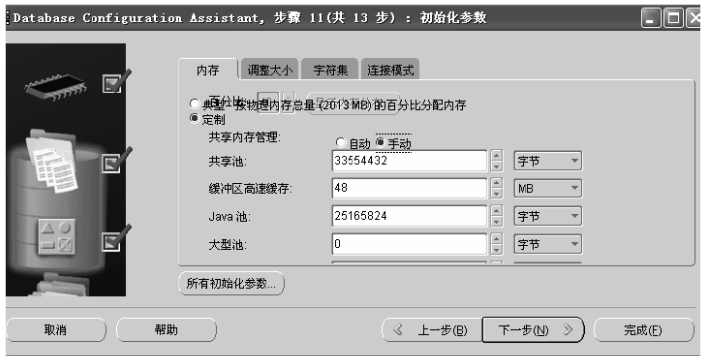 Database Configuration Assistant, 步骤 11(共 13 步) : 初始化参数
内存 调整大小 字符集 连接模式
典型 - 按物理内存总量 (2013 MB) 的百分比分配内存
定制
共享内存管理: 自动 手动
共享池: 33554432 字节
缓冲区高速缓存: 48 MB
Java 池: 25165824 字节
大型池: 0 字节
所有初始化参数...
取消 帮助 上一步(B) 下一步(N) 完成(F)